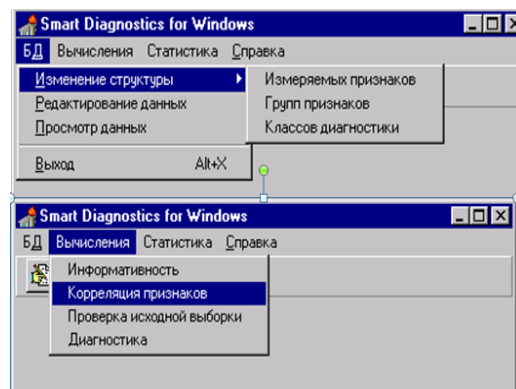 Smart Diagnostics for Windows
БД Вычисления Статистика Справка
Изменение структуры
Редактирование данных
Просмотр данных
Выход Alt+X
Измеряемых признаков
Групп признаков
Классов диагностики
Smart Diagnostics for Windows
БД Вычисления Статистика Справка
Информативность
Корреляция признаков
Проверка исходной выборки
Диагностика